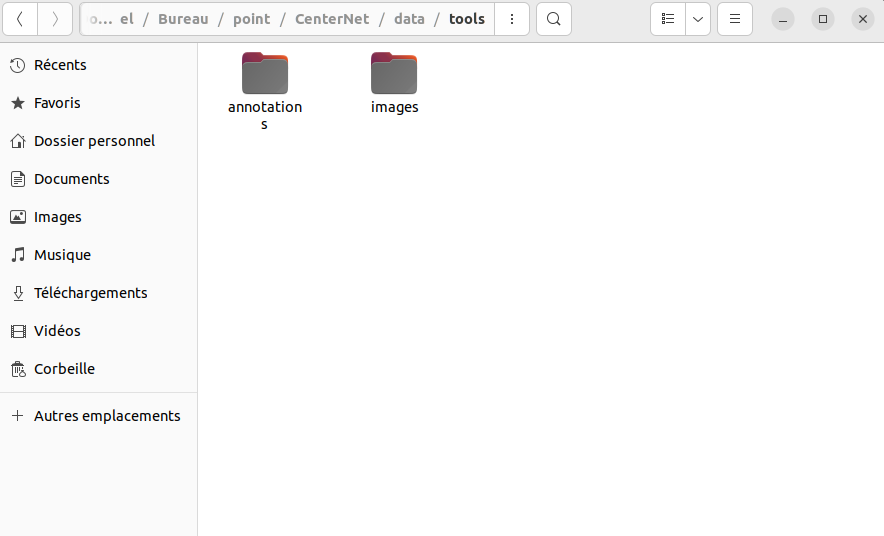 o... el / Bureau / point / CenterNet / data / tools
Récents
Favoris
Dossier personnel
Documents
Images
Musique
Téléchargements
Vidéos
Corbeille
Autres emplacements
annotation
s
images